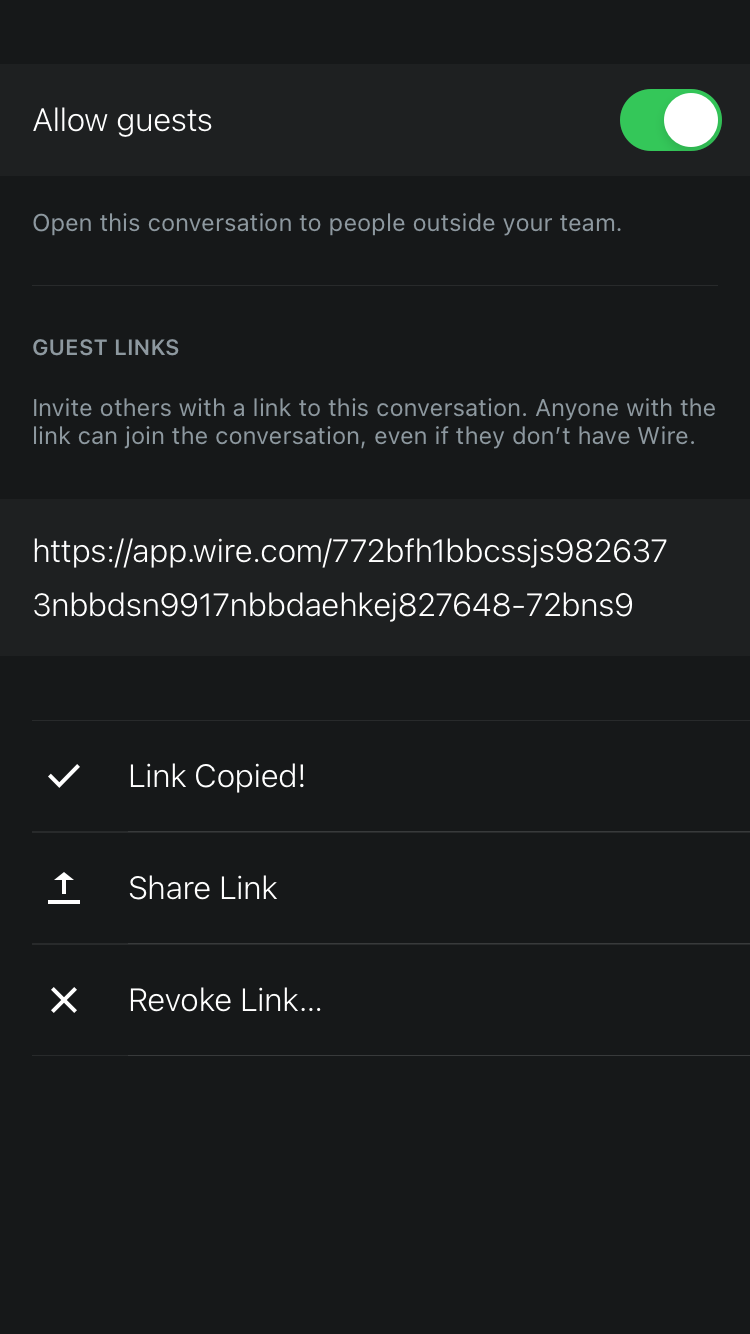 Allow guests
Open this conversation to people outside your team.
GUEST LINKS
Invite others with a link to this conversation. Anyone with the
link can join the conversation, even if they don’t have Wire.
https://app.wire.com/772bfh1bbcssjs982637
3nbbdsn9917nbbdaehkej827648-72bns9
Link Copied!
Share Link
Revoke Link...